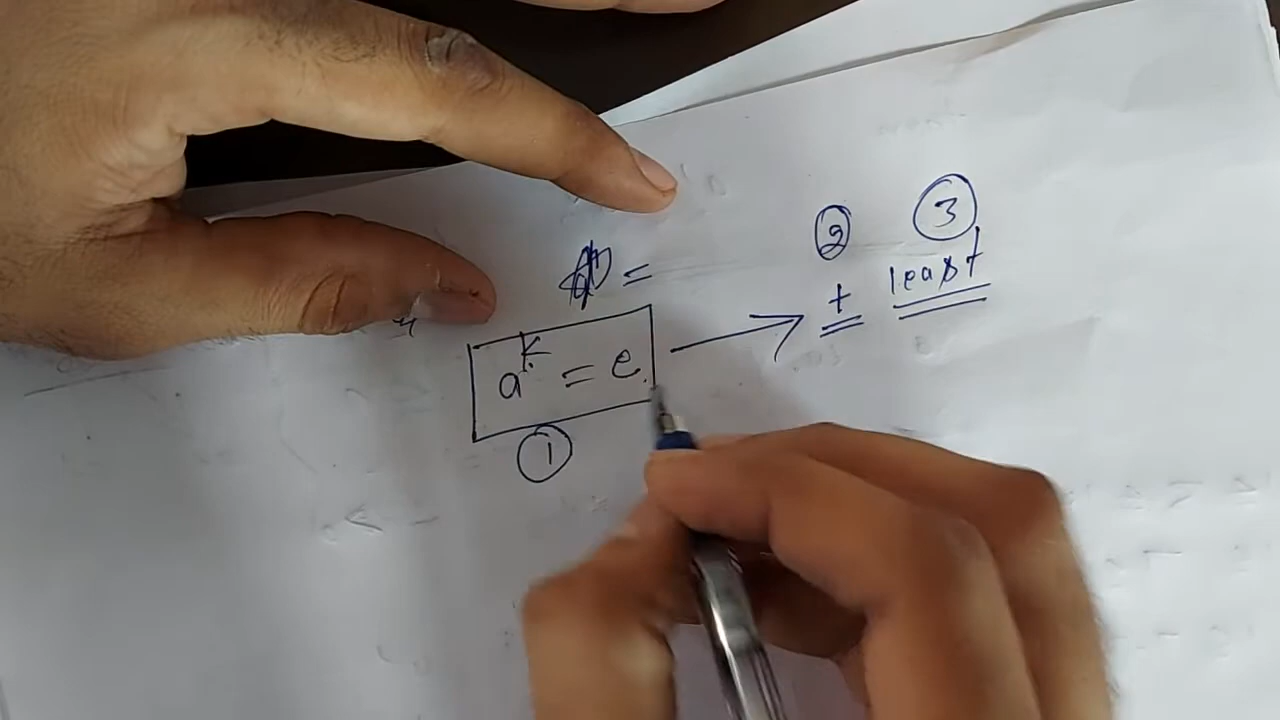 ② ③
=
+ least
a^k = e
①